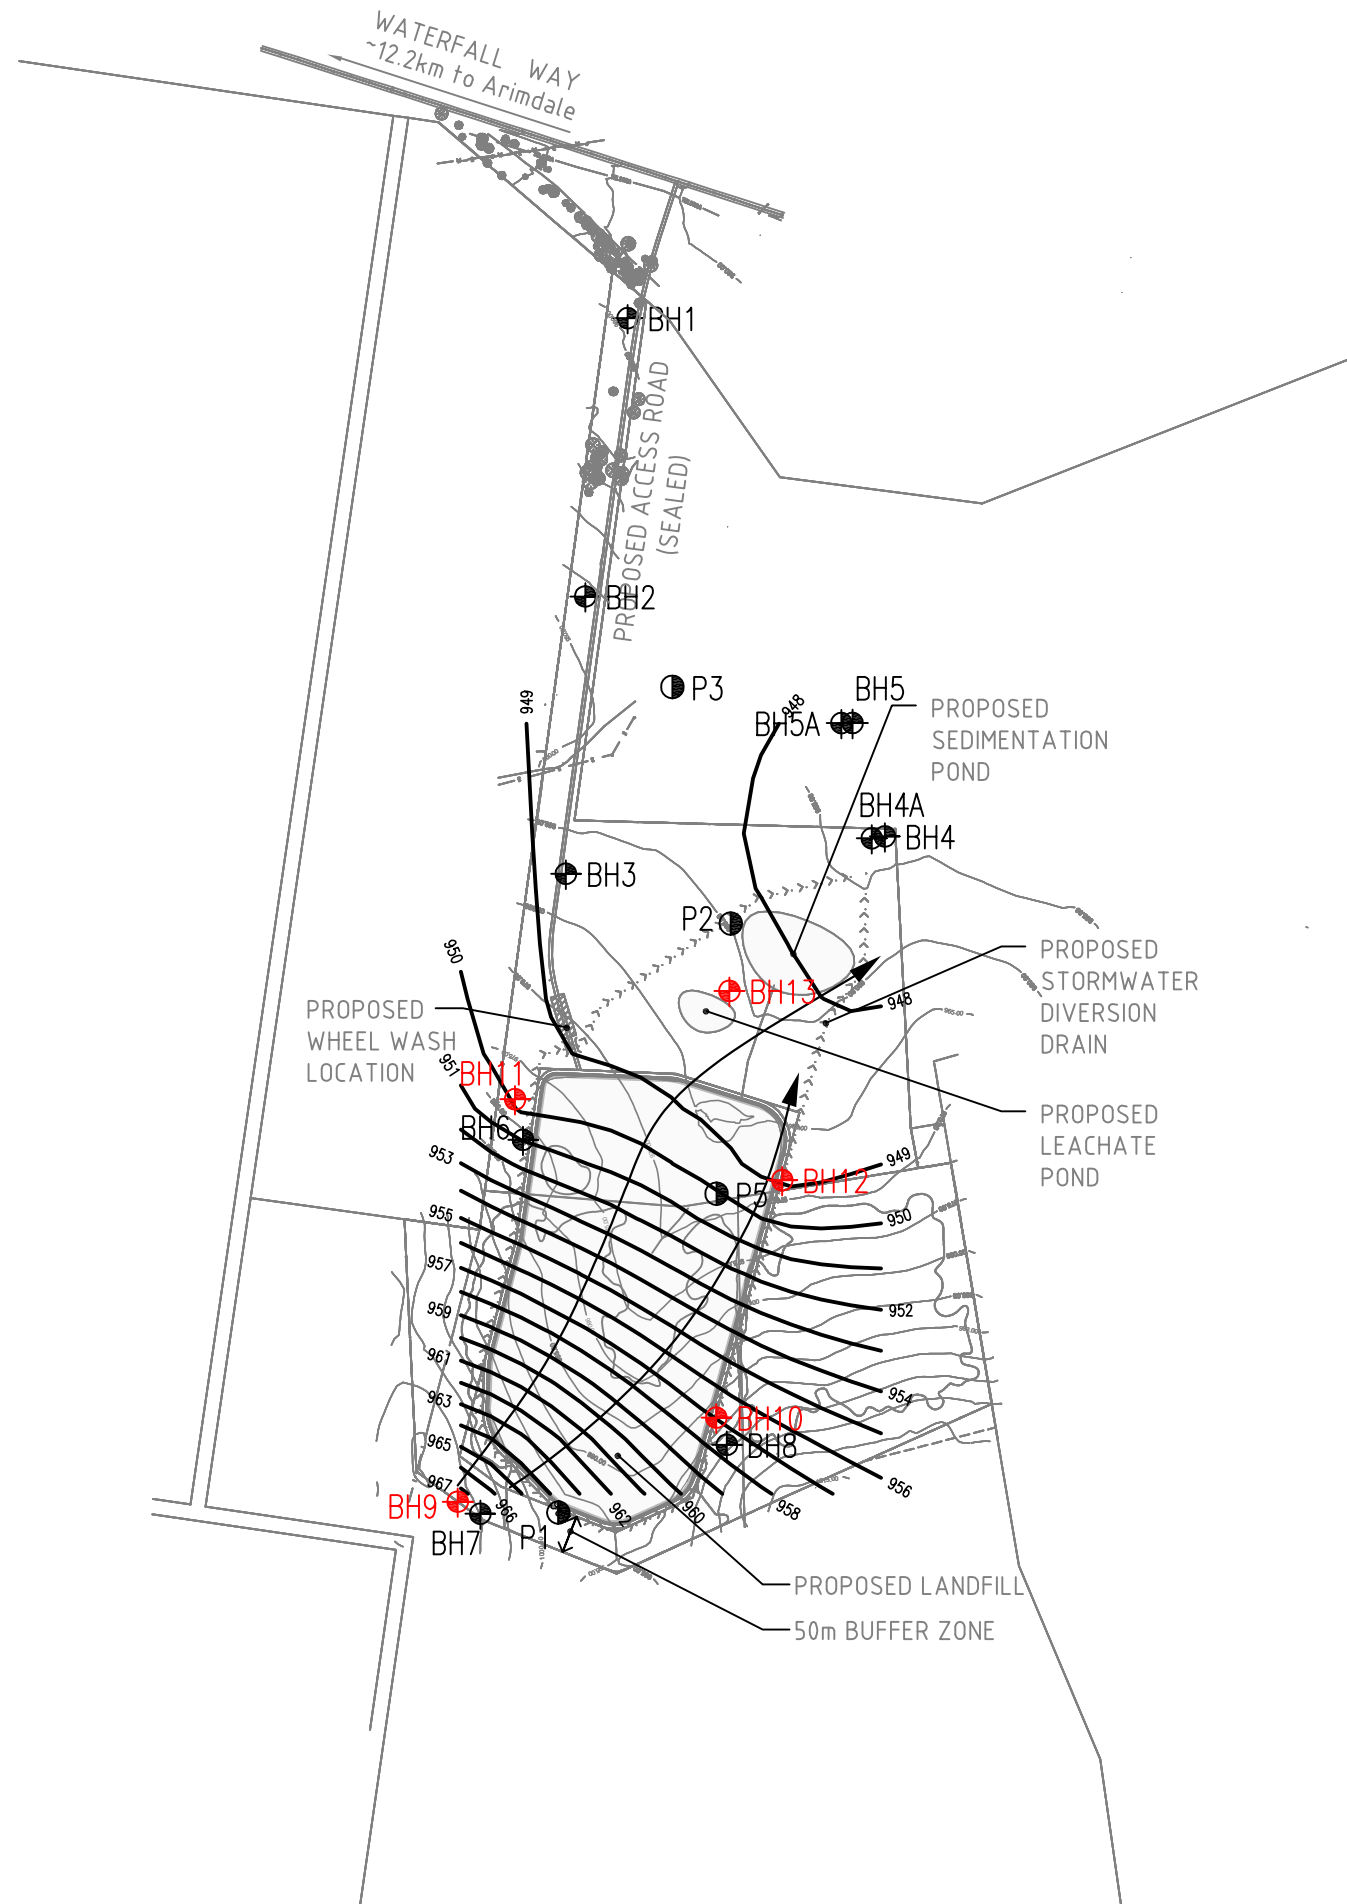 WATERFALL WAY
~12.2km to Arimdale
BH1
PROPOSED ACCESS ROAD
(SEALED)
BH2
P3
949
948
BH5
BH5A
PROPOSED
SEDIMENTATION
POND
BH4A
BH4
BH3
P2
950
BH13
PROPOSED
STORMWATER
DIVERSION
DRAIN
948
PROPOSED
WHEEL WASH
LOCATION
951
BH11
BH6
PROPOSED
LEACHATE
POND
953
949
BH12
P5
955
950
957
959
952
961
954
963
BH10
BH8
965
956
967
BH9
966
962
960
958
BH7
P1
PROPOSED LANDFILL
50m BUFFER ZONE